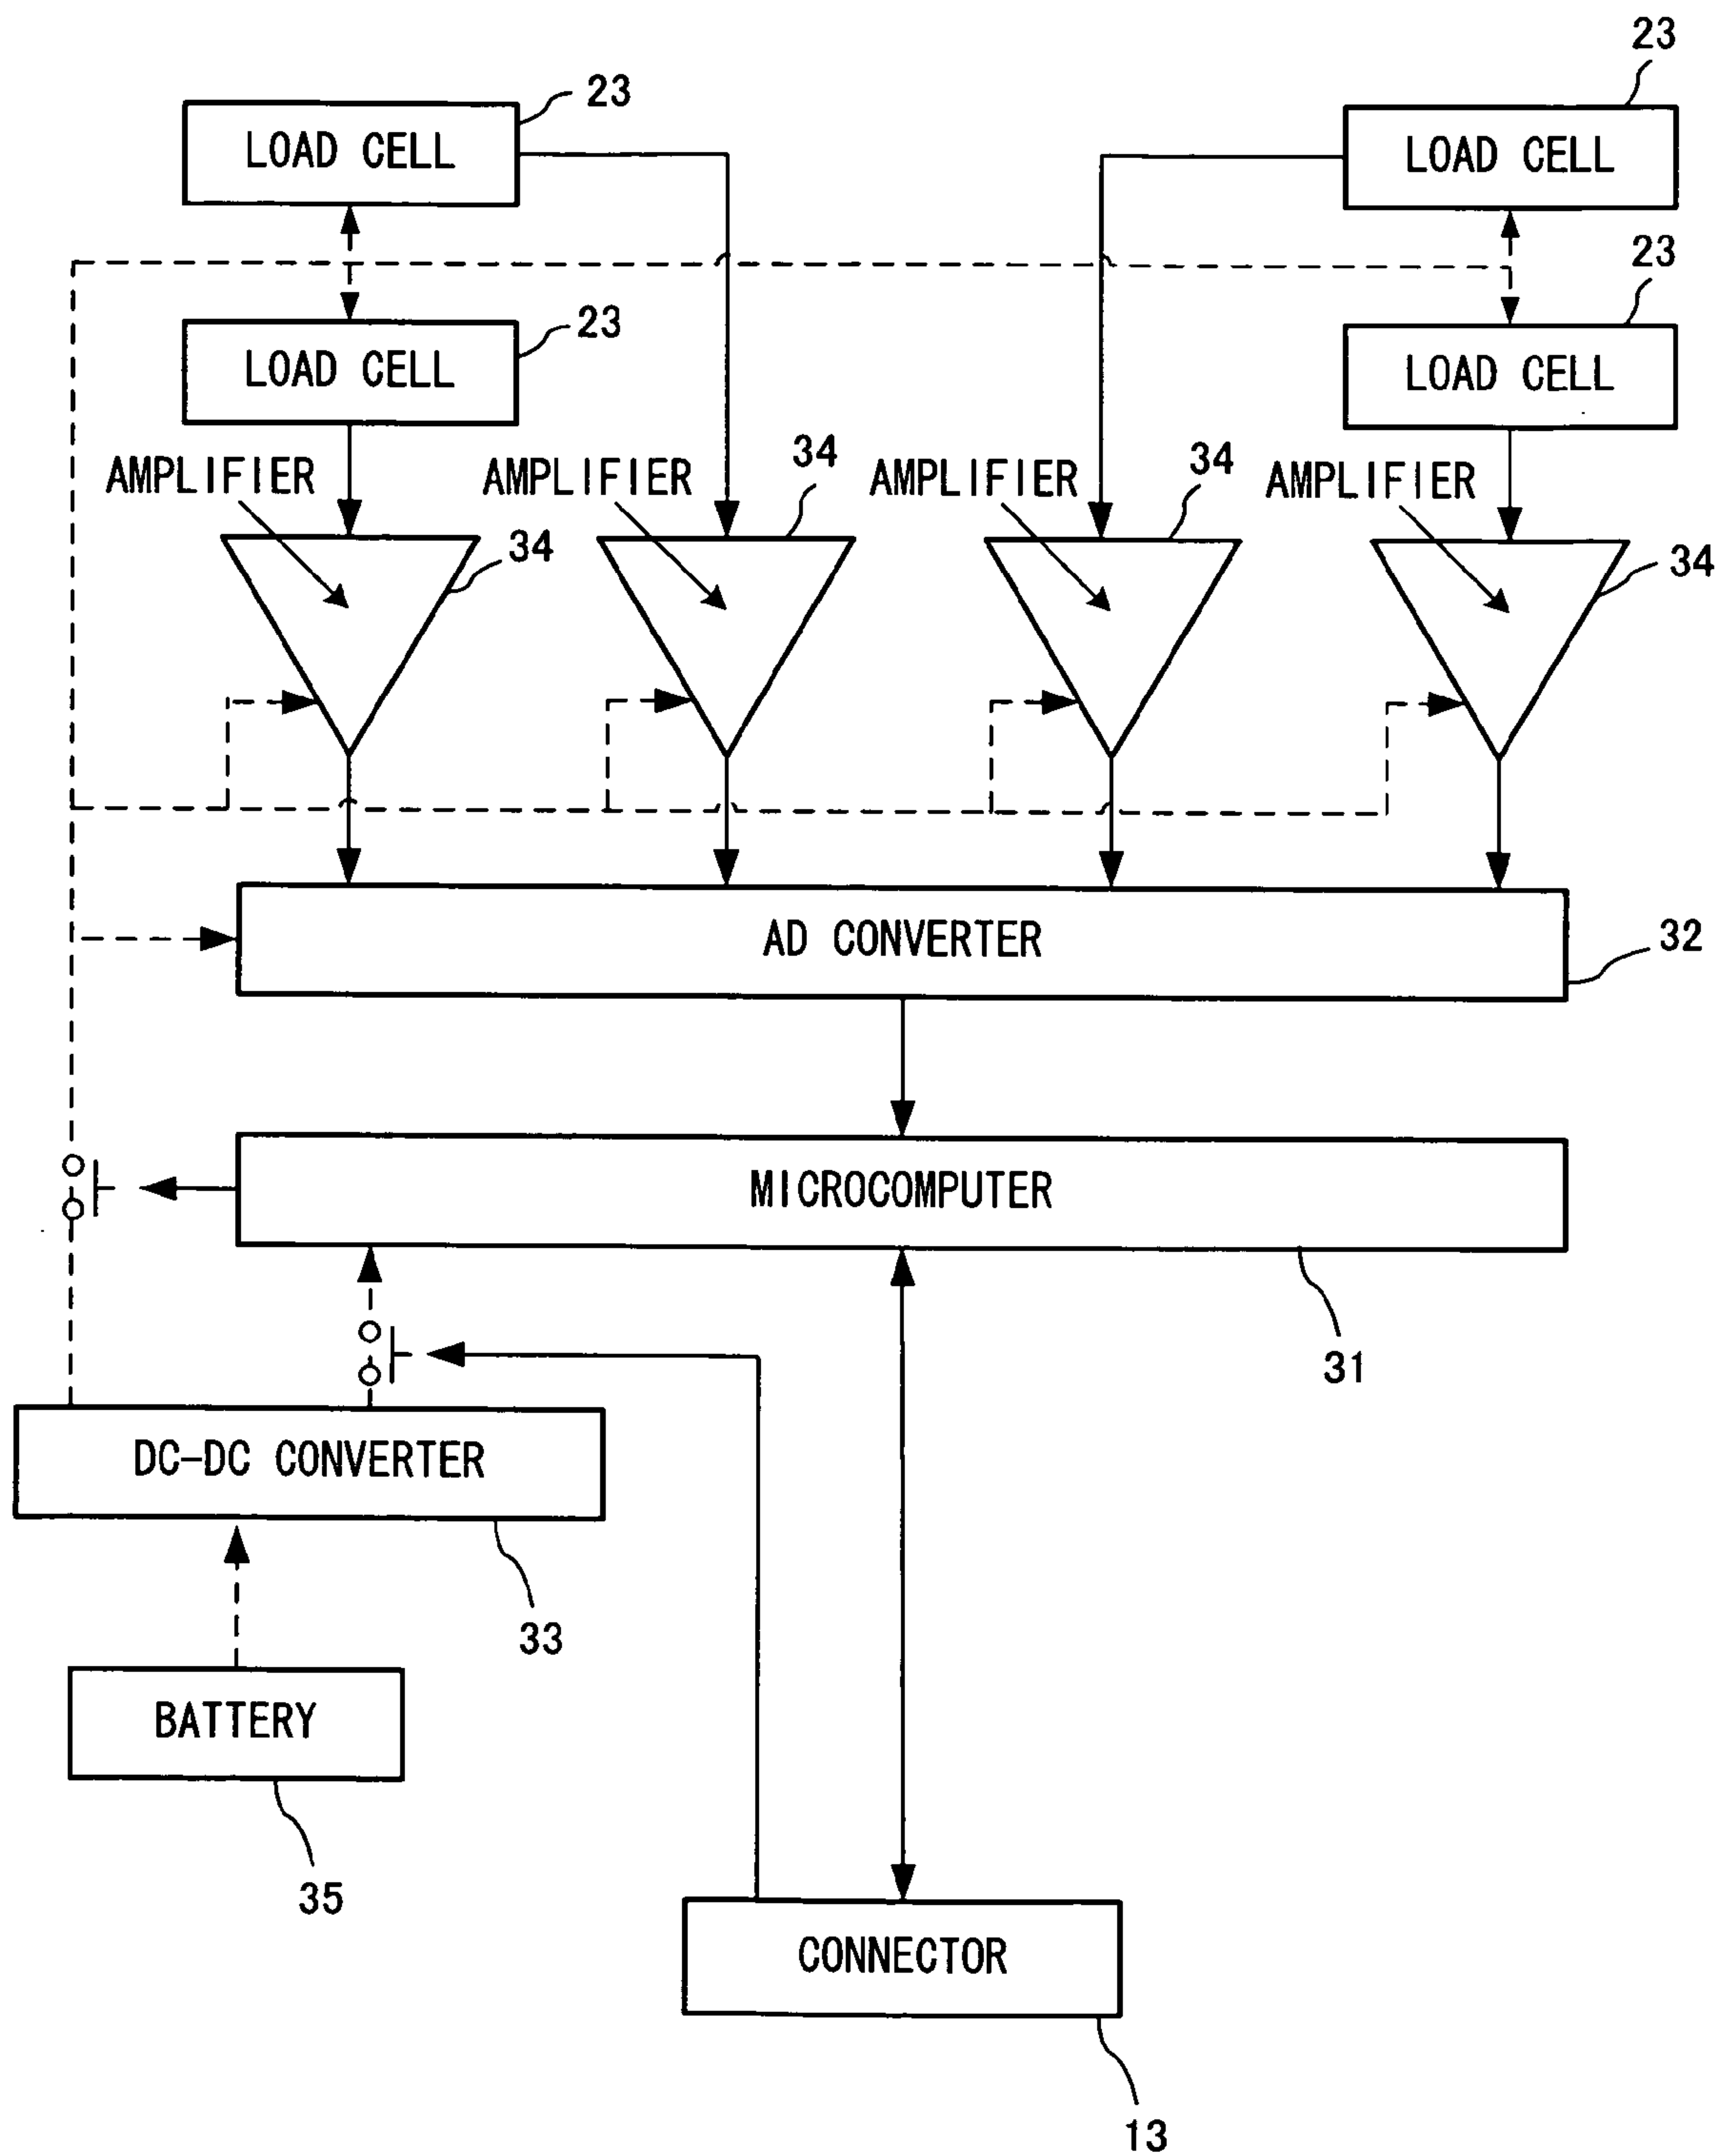 23
23
LOAD CELL
LOAD CELL
23
23
LOAD CELL
LOAD CELL
34
34
AMPLIFIER
AMPLIFIER
AMPLIFIER
AMPLIFIER
34
34
AD CONVERTER
32
MICROCOMPUTER
31
DC-DC CONVERTER
33
BATTERY
35
CONNECTOR
13